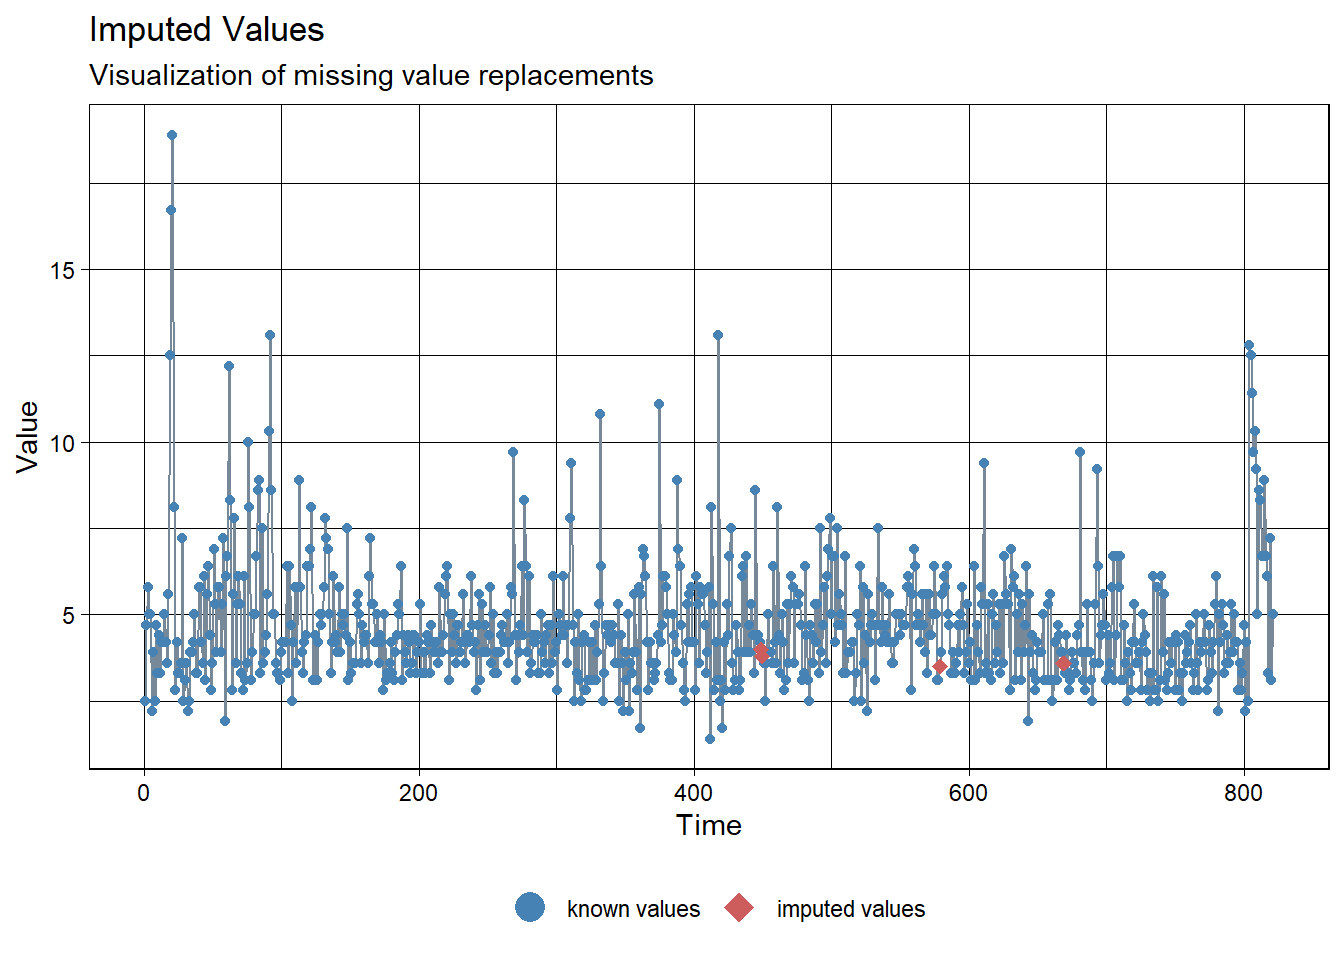 Imputed Values
Visualization of missing value replacements
Value
15
10
5
0 200 400 600 800
Time
known values imputed values